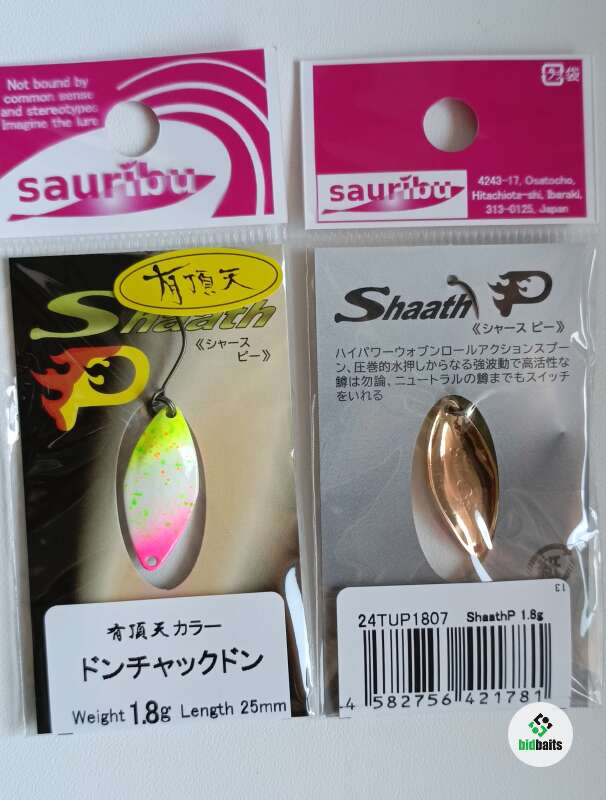 Not bound by
common sense
and stereotypes
Imagine the lure
sauribu
有頂天
Shaath
《シャース
ピー》
P
有頂天カラー
ドンチャックドン
Weight 1.8g Length 25mm
袋
sauribu
4243-17, Osatocho,
Hitachiota-shi, Ibaraki,
313-0125, Japan
Shaath P
《シャース ピー》
ハイパワーウォブンロールアクションスプー
ン、圧巻的水押しからなる強波動で高活性な
鱒は勿論、ニュートラルの鱒までもスイッチ
をいれる
13
24TUP1807 ShaathP 1.8g
4 582756 421781
bidbaits